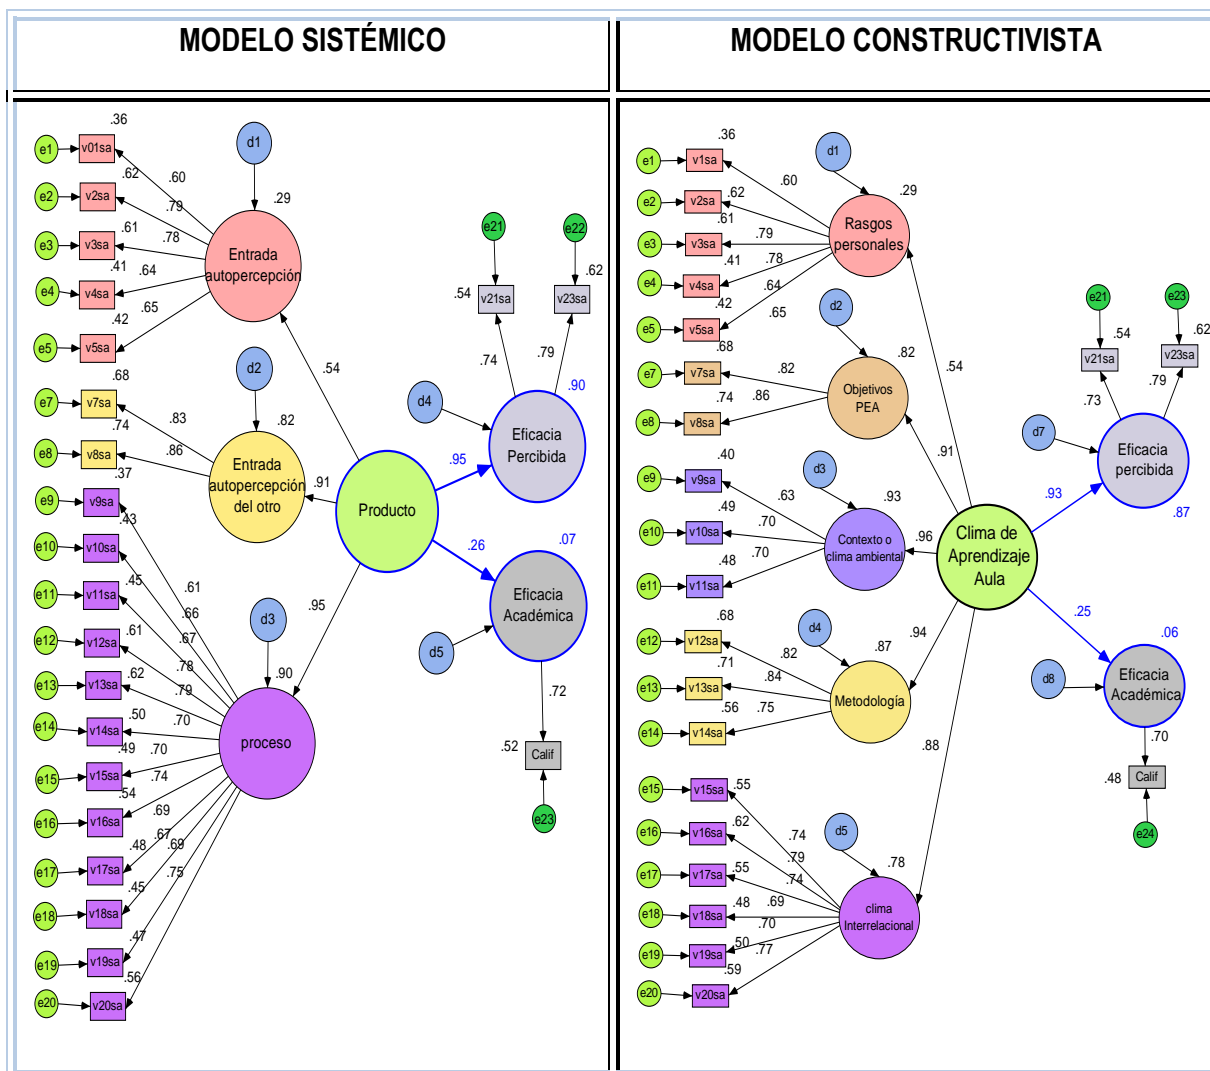 MODELO SISTÉMICO
MODELO CONSTRUCTIVISTA
.36
e1
v01sa
d1
.62
.60
e2
v2sa
.79
.29
e3
v3sa
.61
.78
Entrada
autopercepción
e4
v4sa
.41
.64
e5
v5sa
.42
.65
e21
e22
.54
v21sa
v23sa
.62
.74
.79
.54
.68
d2
e7
v7sa
.83
.82
.74
e8
v8sa
.86
Entrada
autopercepción
del otro
.91
d4
.90
Eficacia
Percibida
.95
Producto
.37
e9
v9sa
.43
e10
v10sa
.61
.26
.07
.45
e11
v11sa
.66
Eficacia
Académica
.95
d5
.61
e12
v12sa
.67
d3
.62
e13
v13sa
.78
.79
.90
.72
.50
e14
v14sa
.70
proceso
.52
Calif
e23
.49
e15
v15sa
.70
.54
e16
v16sa
.74
.48
e17
v17sa
.69
.67
.45
e18
v18sa
.69
.47
e19
v19sa
.75
.56
e20
v20sa
.36
e1
v1sa
d1
.60
.29
e2
v2sa
.62
.61
Rasgos
personales
e3
v3sa
.79
.41
e4
v4sa
.78
.42
.64
e5
v5sa
.65
.54
e21
e23
.54
.62
v21sa
v23sa
.73
.79
.68
d2
e7
v7sa
.82
.82
.74
e8
v8sa
.86
Objetivos
PEA
.91
d7
Eficacia
percibida
.93
.87
.40
d3
e9
v9sa
.63
.93
.49
e10
v10sa
.70
Contexto o
clima ambiental
.96
Clima de
Aprendizaje
Aula
.48
e11
v11sa
.70
.25
.06
Eficacia
Académica
d8
.70
.48
Calif
e24
.68
d4
e12
v12sa
.82
.87
.94
.71
e13
v13sa
.84
Metodología
.56
e14
v14sa
.75
.88
e15
v15sa
.55
.74
d5
e16
v16sa
.62
.79
.78
e17
v17sa
.55
.74
clima
Interrelacional
e18
v18sa
.48
.69
e19
v19sa
.50
.70
.77
.59
e20
v20sa